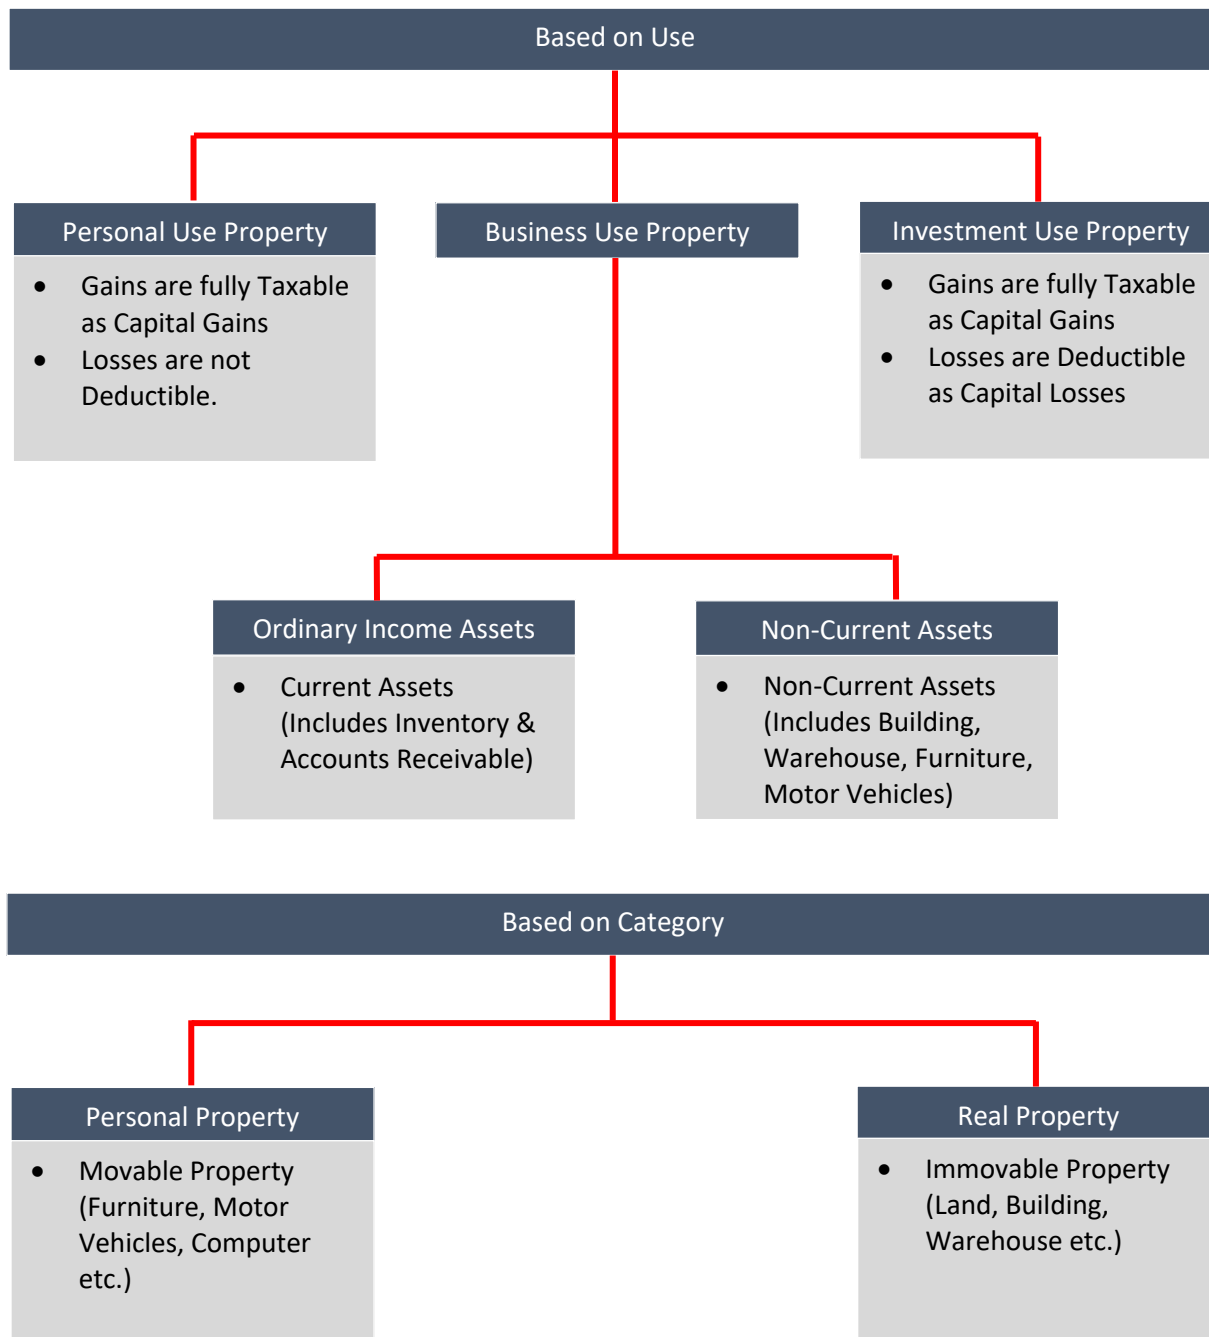 Based on Use
Personal Use Property
• Gains are fully Taxable
as Capital Gains
• Losses are not
Deductible.
Business Use Property
Investment Use Property
• Gains are fully Taxable
as Capital Gains
• Losses are Deductible
as Capital Losses
Ordinary Income Assets
• Current Assets
(Includes Inventory &
Accounts Receivable)
Non-Current Assets
• Non-Current Assets
(Includes Building,
Warehouse, Furniture,
Motor Vehicles)
Based on Category
Personal Property
• Movable Property
(Furniture, Motor
Vehicles, Computer
etc.)
Real Property
• Immovable Property
(Land, Building,
Warehouse etc.)